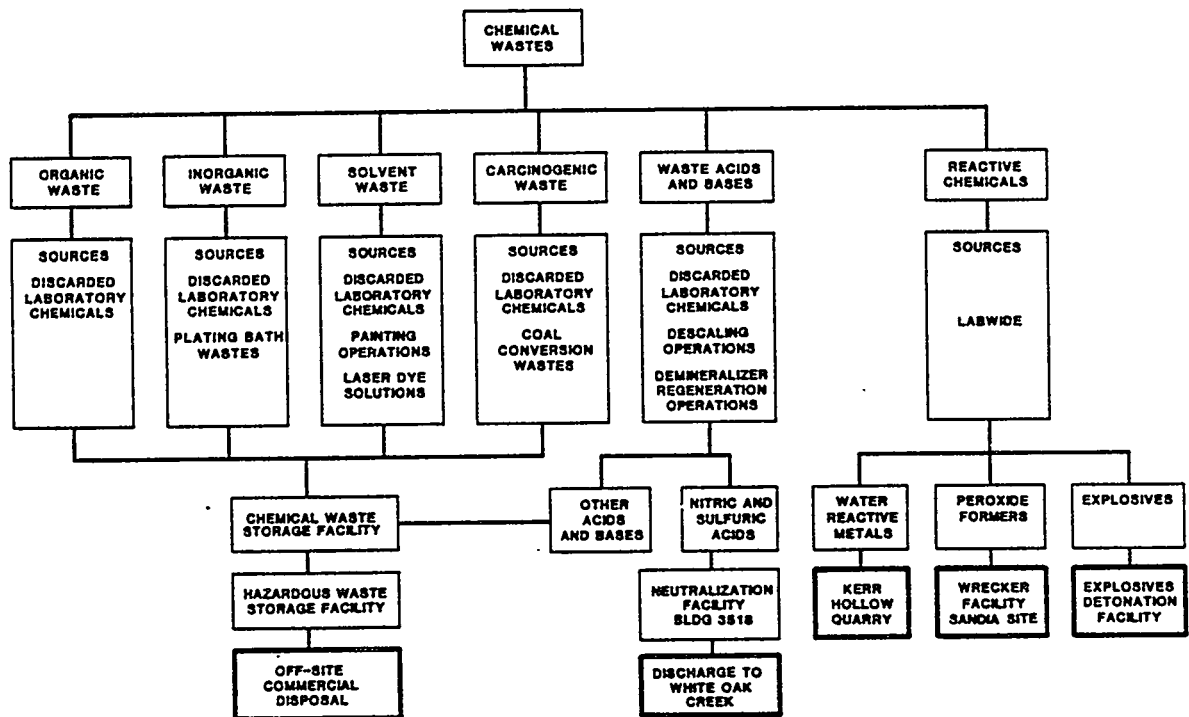 CHEMICAL
WASTES
ORGANIC
WASTE
INORGANIC
WASTE
SOLVENT
WASTE
CARCINOGENIC
WASTE
WASTE ACIDS
AND BASES
REACTIVE
CHEMICALS
SOURCES
DISCARDED
LABORATORY
CHEMICALS
SOURCES
DISCARDED
LABORATORY
CHEMICALS
PLATING BATH
WASTES
SOURCES
DISCARDED
LABORATORY
CHEMICALS
PAINTING
OPERATIONS
LASER DYE
SOLUTIONS
SOURCES
DISCARDED
LABORATORY
CHEMICALS
COAL
CONVERSION
WASTES
SOURCES
DISCARDED
LABORATORY
CHEMICALS
DESCALING
OPERATIONS
DEMINERALIZER
REGENERATION
OPERATIONS
SOURCES
LABWIDE
CHEMICAL WASTE
STORAGE FACILITY
OTHER
ACIDS
AND BASES
NITRIC AND
SULFURIC
ACIDS
WATER
REACTIVE
METALS
PEROXIDE
FORMERS
EXPLOSIVES
HAZARDOUS WASTE
STORAGE FACILITY
NEUTRALIZATION
FACILITY
BLDG 3518
KERR
HOLLOW
QUARRY
WRECKER
FACILITY
SANDIA SITE
EXPLOSIVES
DETONATION
FACILITY
OFF-SITE
COMMERCIAL
DISPOSAL
DISCHARGE TO
WHITE OAK
CREEK